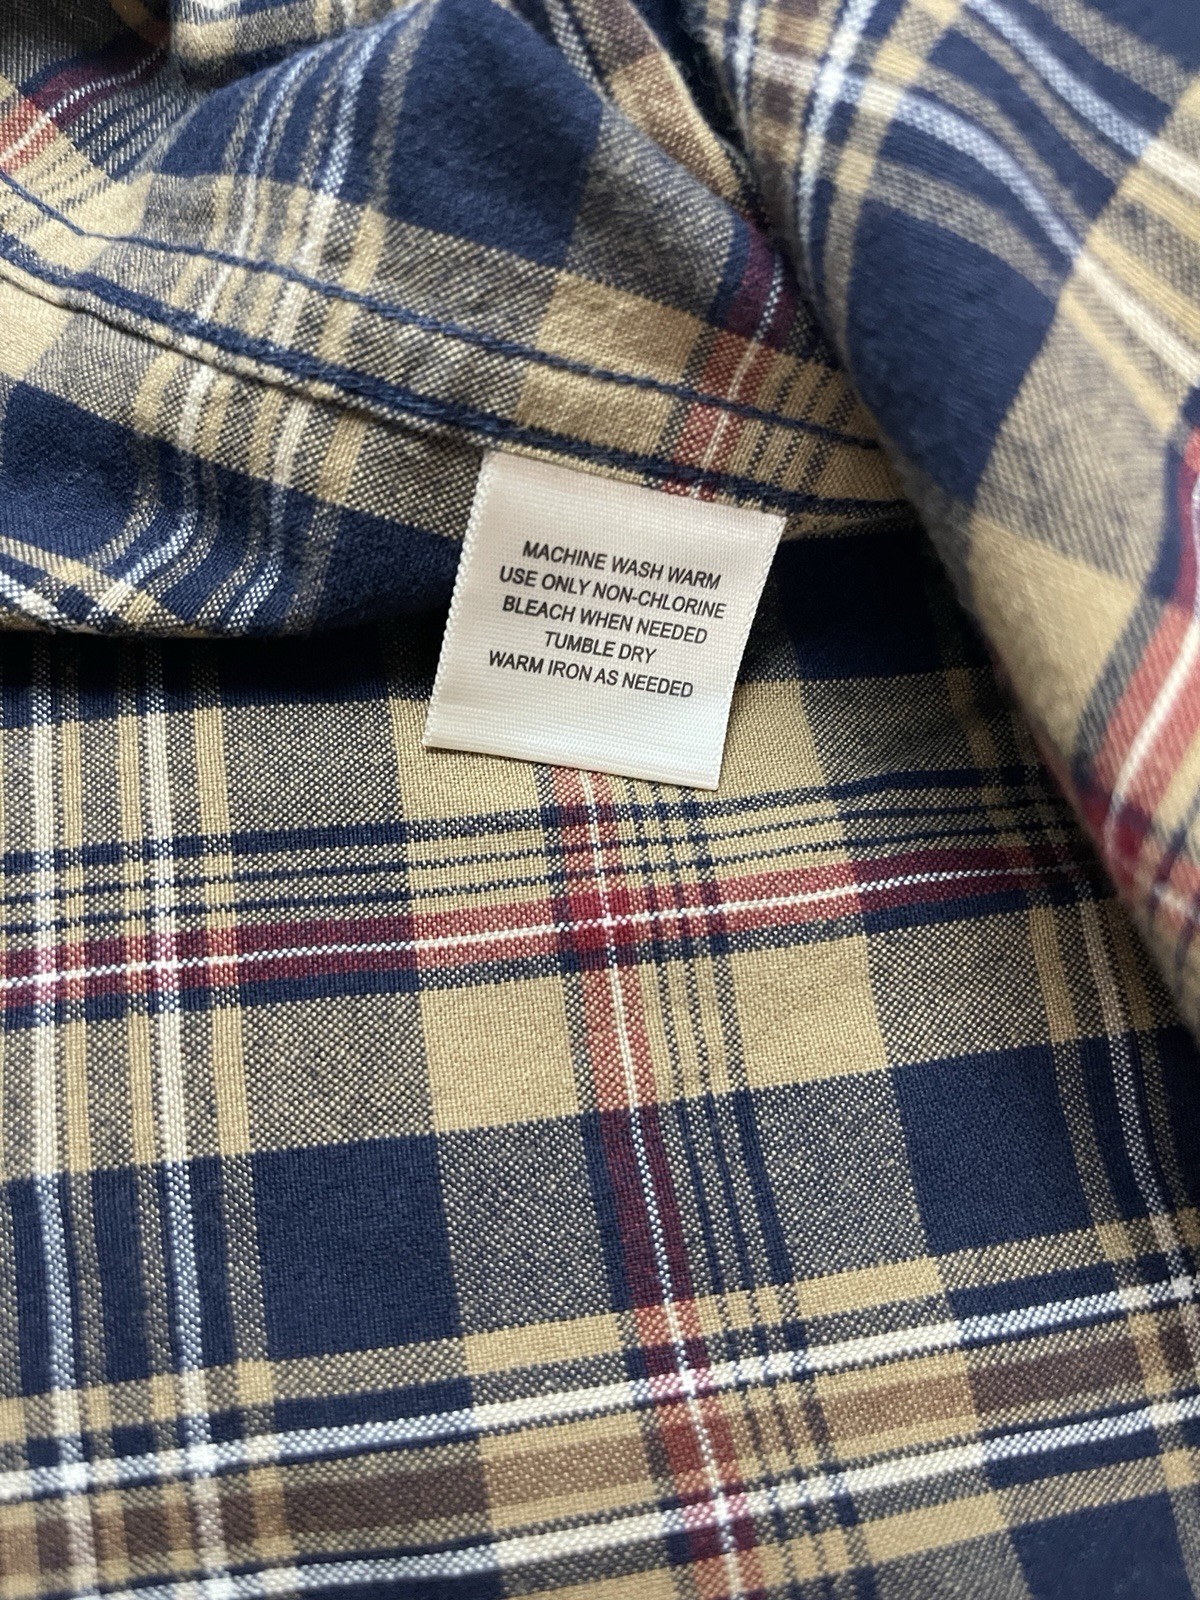 MACHINE WASH WARM
USE ONLY NON-CHLORINE
BLEACH WHEN NEEDED
TUMBLE DRY
WARM IRON AS NEEDED